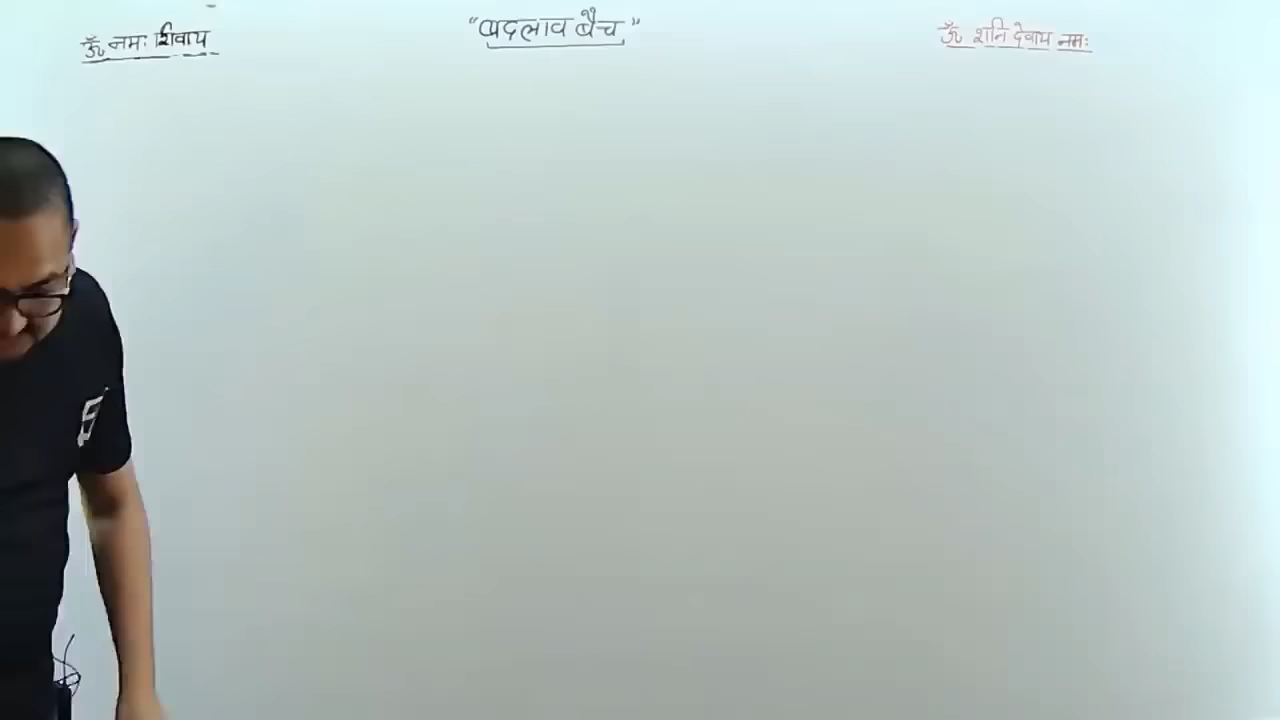 ॐ नमः शिवाय
"बदलाव बैच"
ॐ शनि देवाय नमः